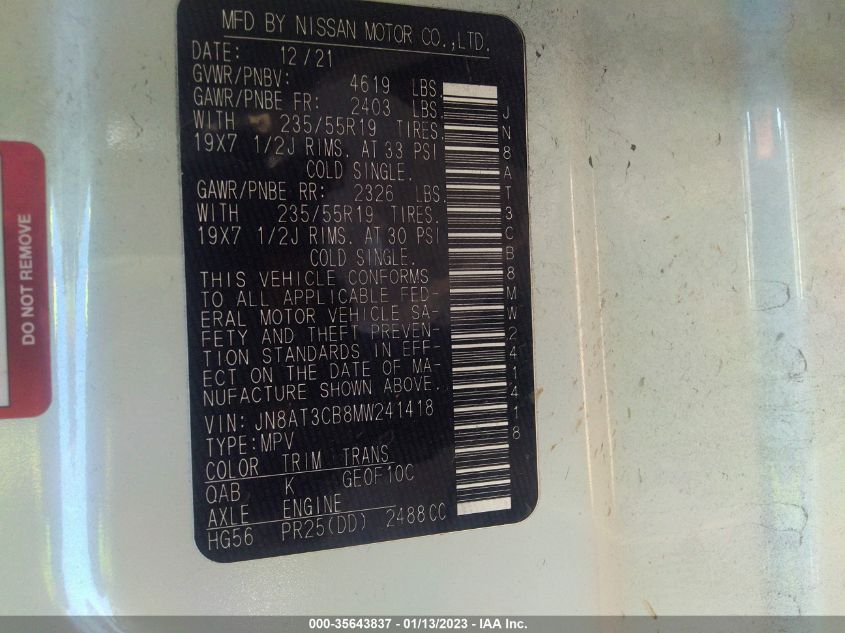 MFD BY NISSAN MOTOR CO.,LTD.
DATE: 12/21
GVWR/PNBV: 4619 LBS.
GAWR/PNBE FR: 2403 LBS.
WITH 235/55R19 TIRES.
19X7 1/2J RIMS. AT 33 PSI
COLD SINGLE.
GAWR/PNBE RR: 2326 LBS.
WITH 235/55R19 TIRES.
19X7 1/2J RIMS. AT 30 PSI
COLD SINGLE.
THIS VEHICLE CONFORMS
TO ALL APPLICABLE FED-
ERAL MOTOR VEHICLE SA-
FETY AND THEFT PREVEN-
TION STANDARDS IN EFF-
ECT ON THE DATE OF MA-
NUFACTURE SHOWN ABOVE.
VIN: JN8AT3CB8MW241418
TYPE:MPV
COLOR TRIM TRANS
QAB K GE0F10C
AXLE ENGINE
HG56 PR25(DD) 2488CC
JN8AT3CB8MW241418
DO NOT REMOVE
000-35643837 - 01/13/2023 - IAA Inc.